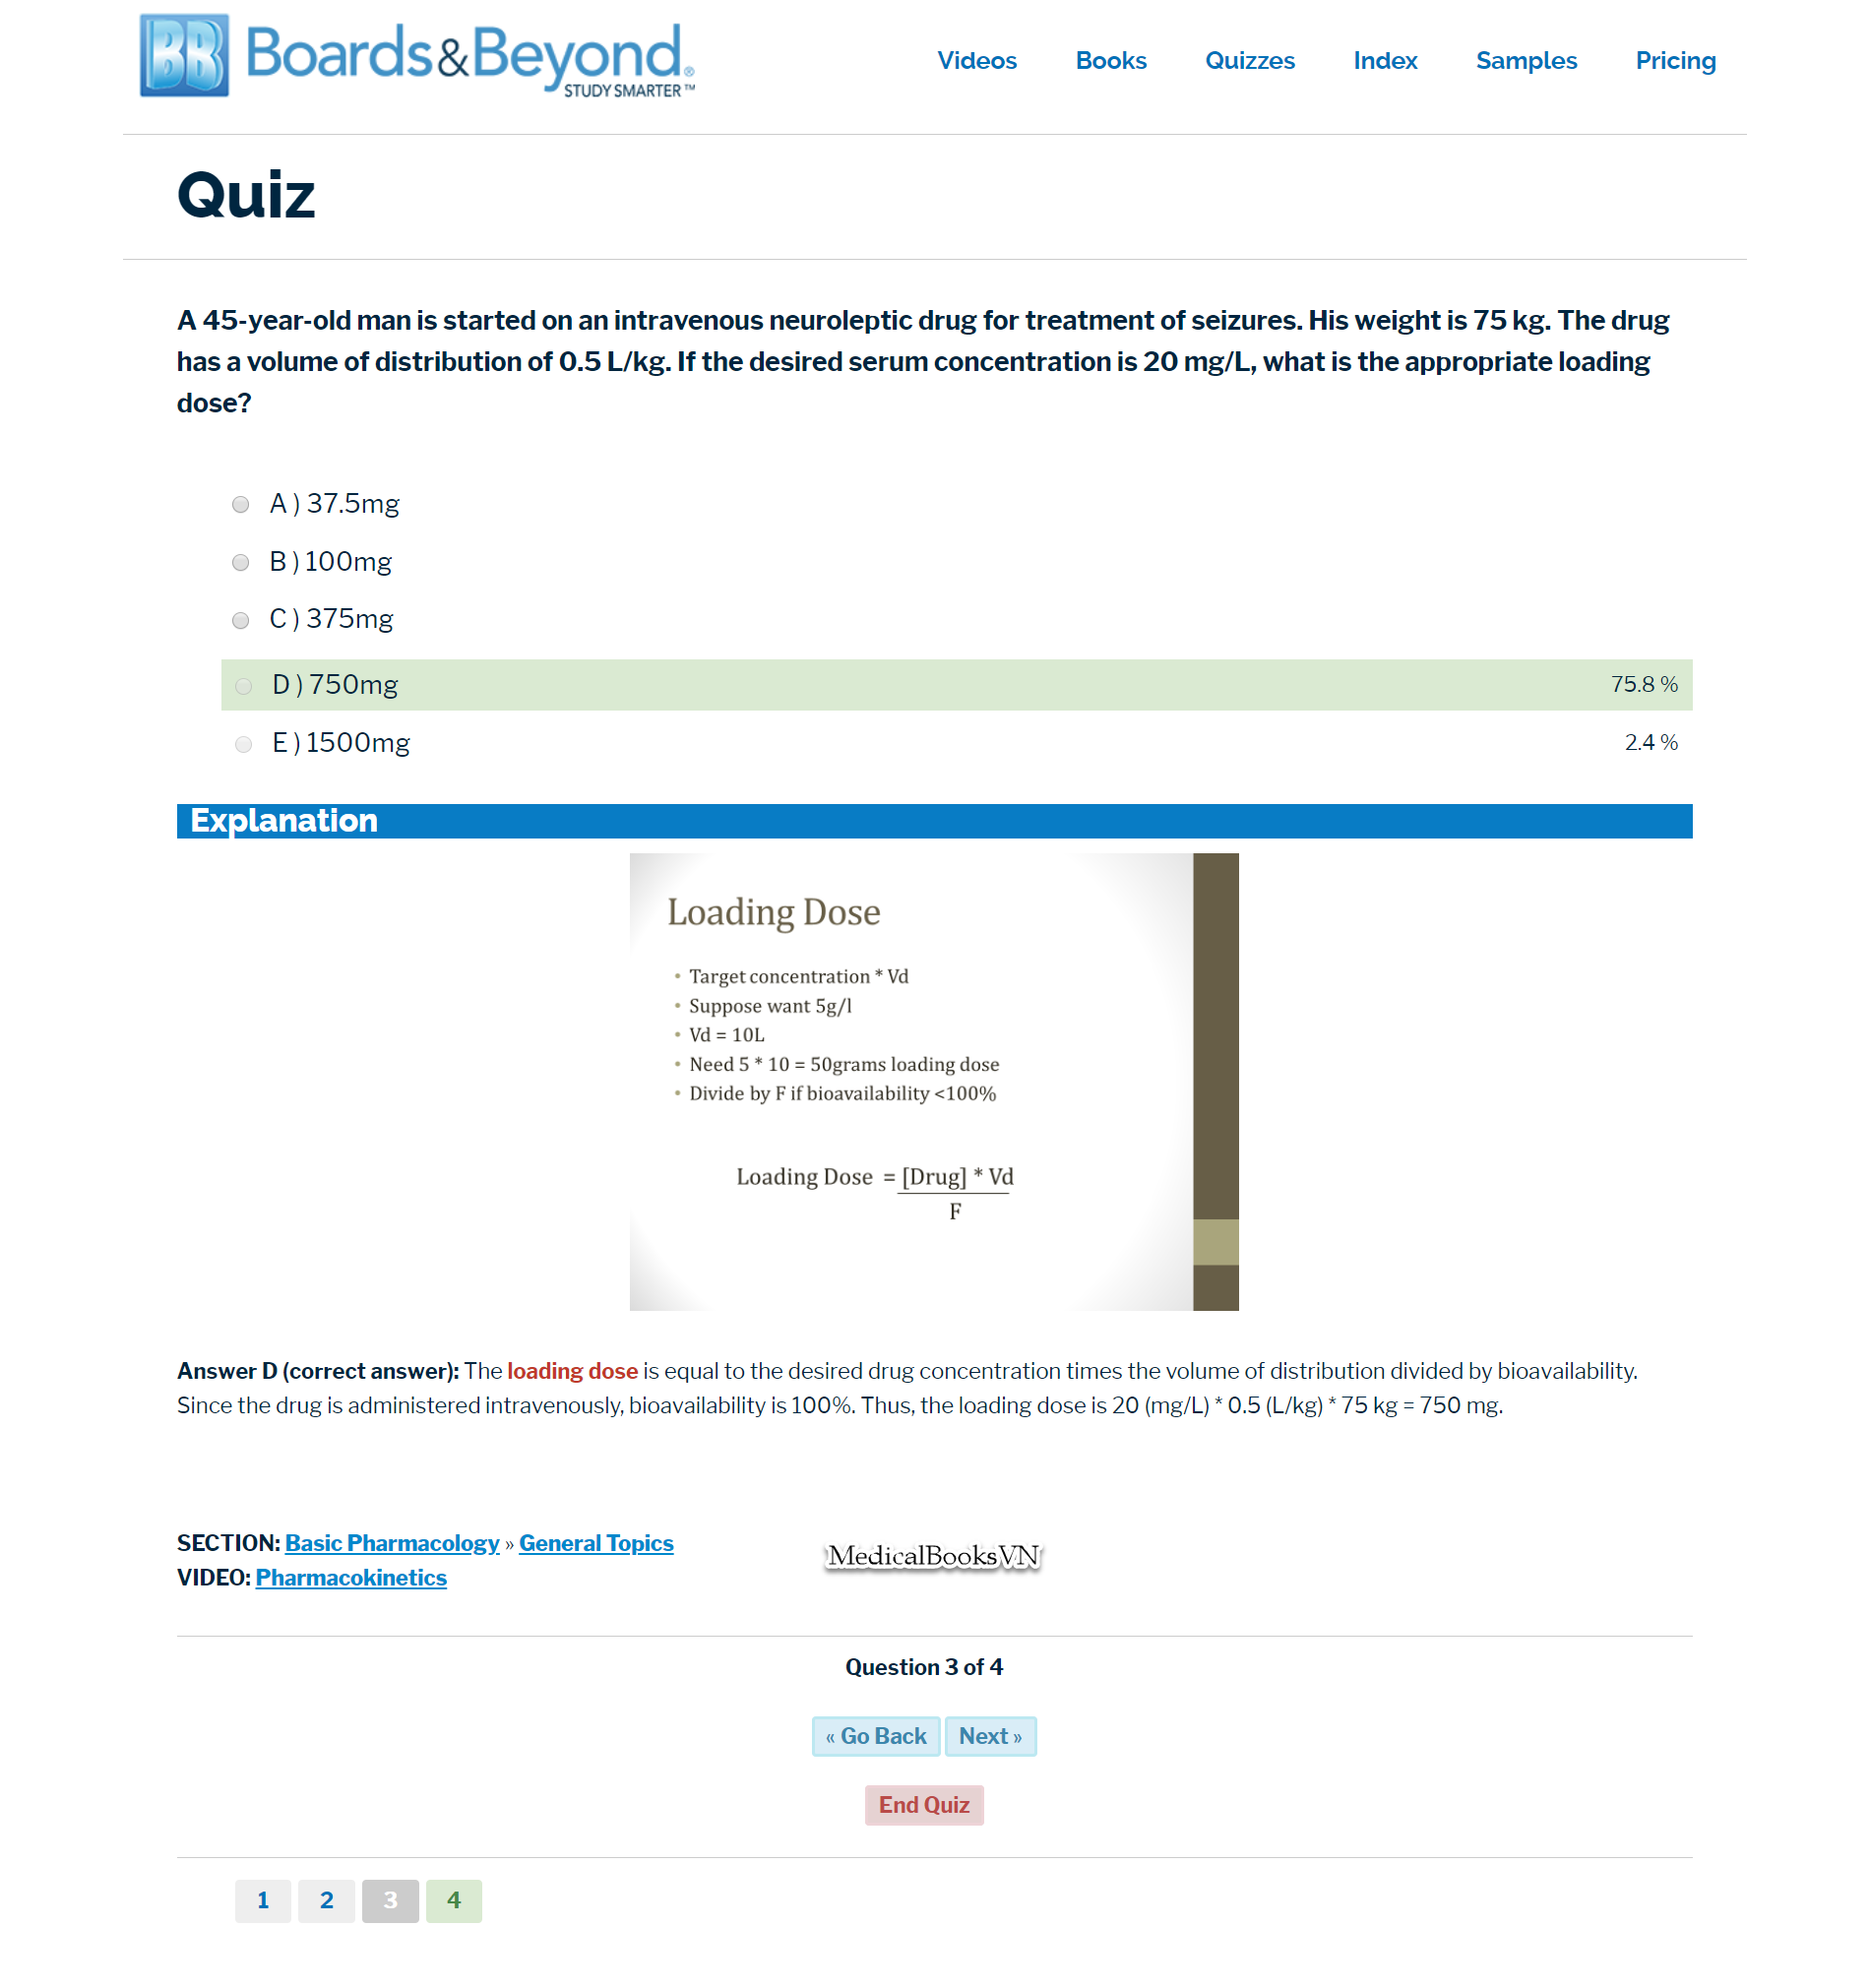 BB Boards&Beyond®
STUDY SMARTER™
Videos Books Quizzes Index Samples Pricing
Quiz
A 45-year-old man is started on an intravenous neuroleptic drug for treatment of seizures. His weight is 75 kg. The drug
has a volume of distribution of 0.5 L/kg. If the desired serum concentration is 20 mg/L, what is the appropriate loading
dose?
A ) 37.5mg
B ) 100mg
C ) 375mg
D ) 750mg 75.8 %
E ) 1500mg 2.4 %
Explanation
Loading Dose
• Target concentration * Vd
• Suppose want 5g/l
• Vd = 10L
• Need 5 * 10 = 50grams loading dose
• Divide by F if bioavailability <100%
Loading Dose = [Drug] * Vd
F
Answer D (correct answer): The loading dose is equal to the desired drug concentration times the volume of distribution divided by bioavailability.
Since the drug is administered intravenously, bioavailability is 100%. Thus, the loading dose is 20 (mg/L) * 0.5 (L/kg) * 75 kg = 750 mg.
SECTION: Basic Pharmacology » General Topics
VIDEO: Pharmacokinetics
MedicalBooksVN
Question 3 of 4
« Go Back Next »
End Quiz
1 2 3 4